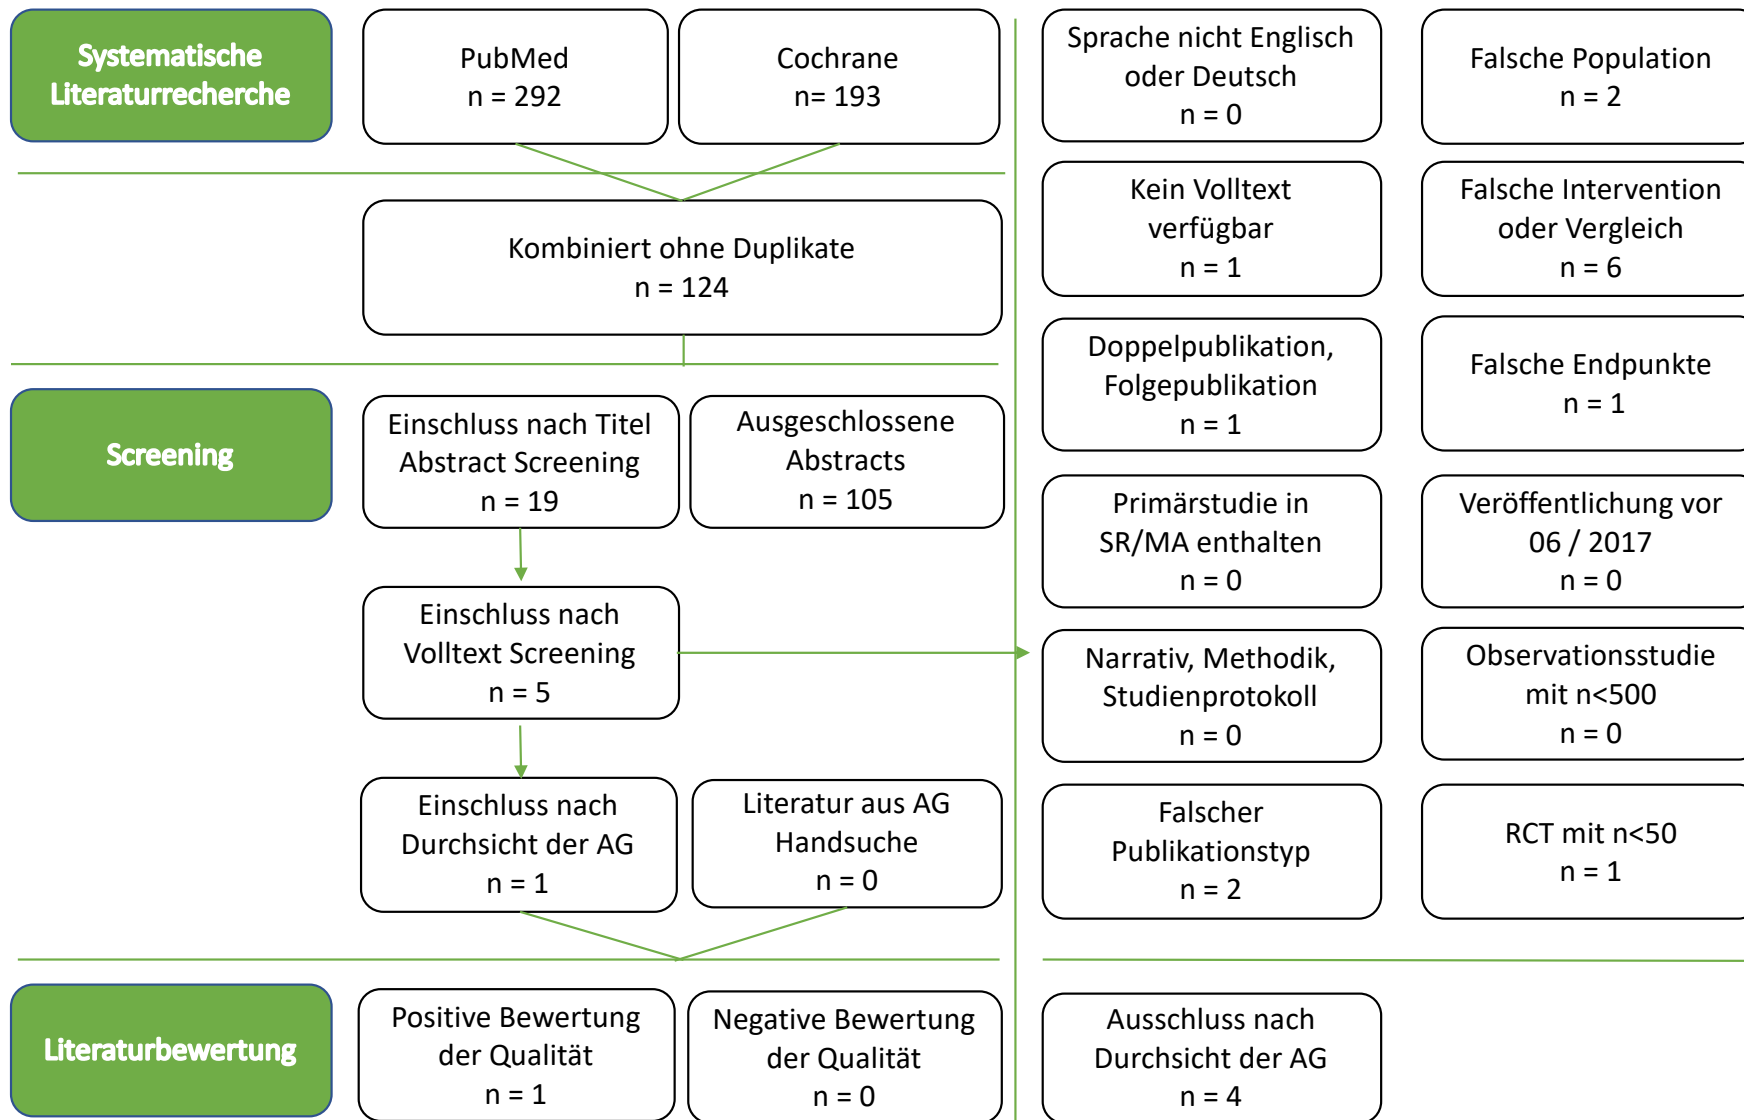 Systematische
Literaturrecherche
PubMed
n = 292
Cochrane
n= 193
Kombiniert ohne Duplikate
n = 124
Screening
Einschluss nach Titel
Abstract Screening
n = 19
Ausgeschlossene
Abstracts
n = 105
Einschluss nach
Volltext Screening
n = 5
Einschluss nach
Durchsicht der AG
n = 1
Literatur aus AG
Handsuche
n = 0
Literaturbewertung
Positive Bewertung
der Qualität
n = 1
Negative Bewertung
der Qualität
n = 0
Sprache nicht Englisch
oder Deutsch
n = 0
Falsche Population
n = 2
Kein Volltext
verfügbar
n = 1
Falsche Intervention
oder Vergleich
n = 6
Doppelpublikation,
Folgepublikation
n = 1
Falsche Endpunkte
n = 1
Primärstudie in
SR/MA enthalten
n = 0
Veröffentlichung vor
06 / 2017
n = 0
Narrativ, Methodik,
Studienprotokoll
n = 0
Observationsstudie
mit n<500
n = 0
Falscher
Publikationstyp
n = 2
RCT mit n<50
n = 1
Ausschluss nach
Durchsicht der AG
n = 4